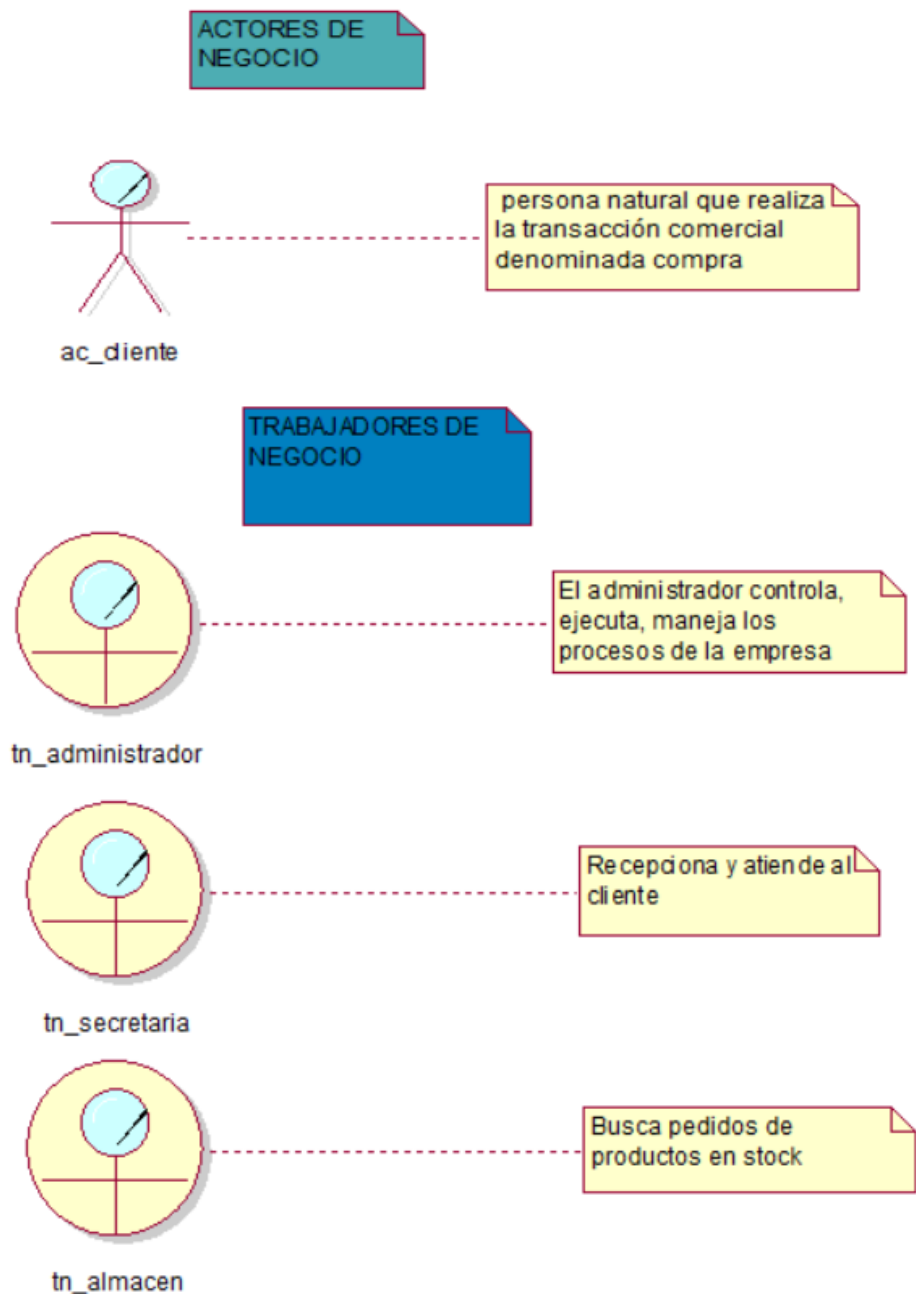 ACTORES DE
NEGOCIO
persona natural que realiza
la transacción comercial
denominada compra
ac_cliente
TRABAJADORES DE
NEGOCIO
El administrador controla,
ejecuta, maneja los
procesos de la empresa
tn_administrador
Recepciona y atiende al
cliente
tn_secretaria
Busca pedidos de
productos en stock
tn_almacen